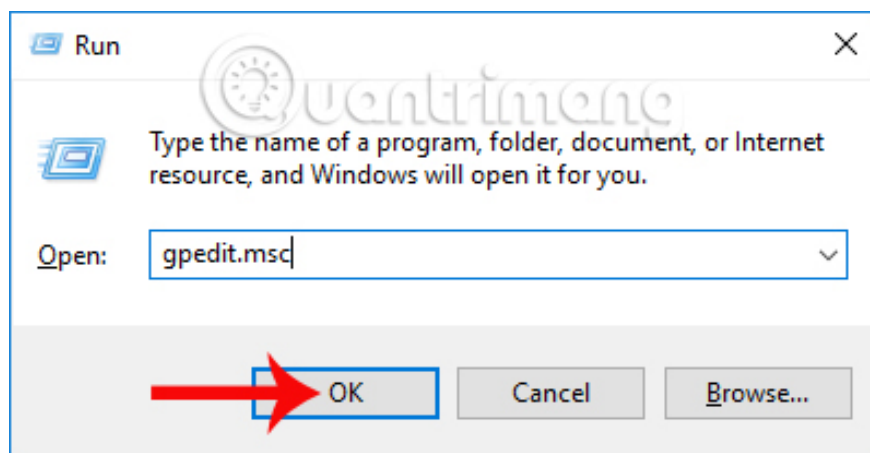 Run
Quantrimang
Type the name of a program, folder, document, or Internet
resource, and Windows will open it for you.
Open: gpedit.msc
OK Cancel Browse...